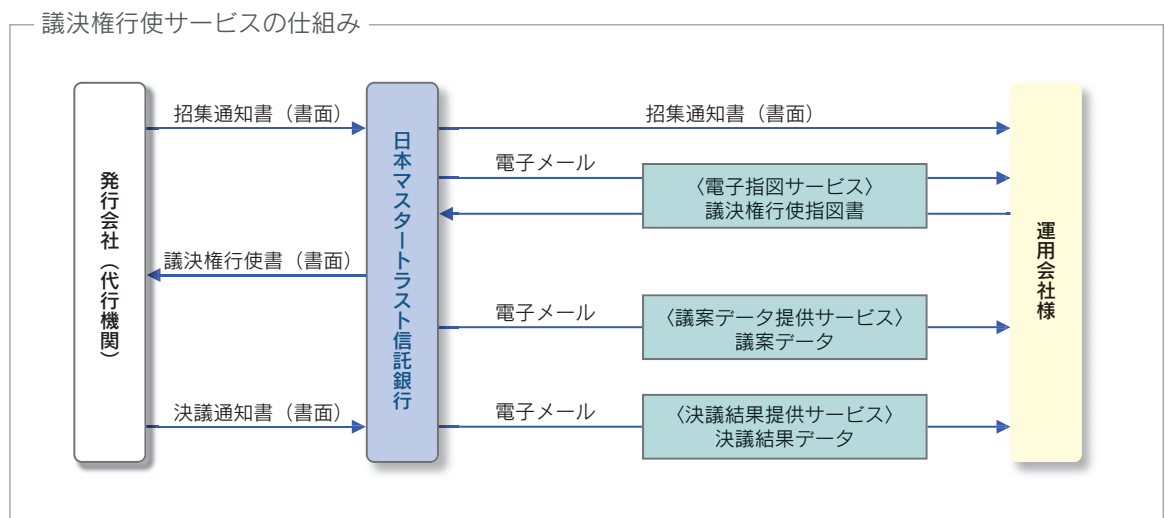 議決権行使サービスの仕組み
発行会社（代行機関）
招集通知書（書面）
議決権行使書（書面）
決議通知書（書面）
日本マスタートラスト信託銀行
招集通知書（書面）
電子メール
〈電子指図サービス〉
議決権行使指図書
電子メール
〈議案データ提供サービス〉
議案データ
電子メール
〈決議結果提供サービス〉
決議結果データ
運用会社様